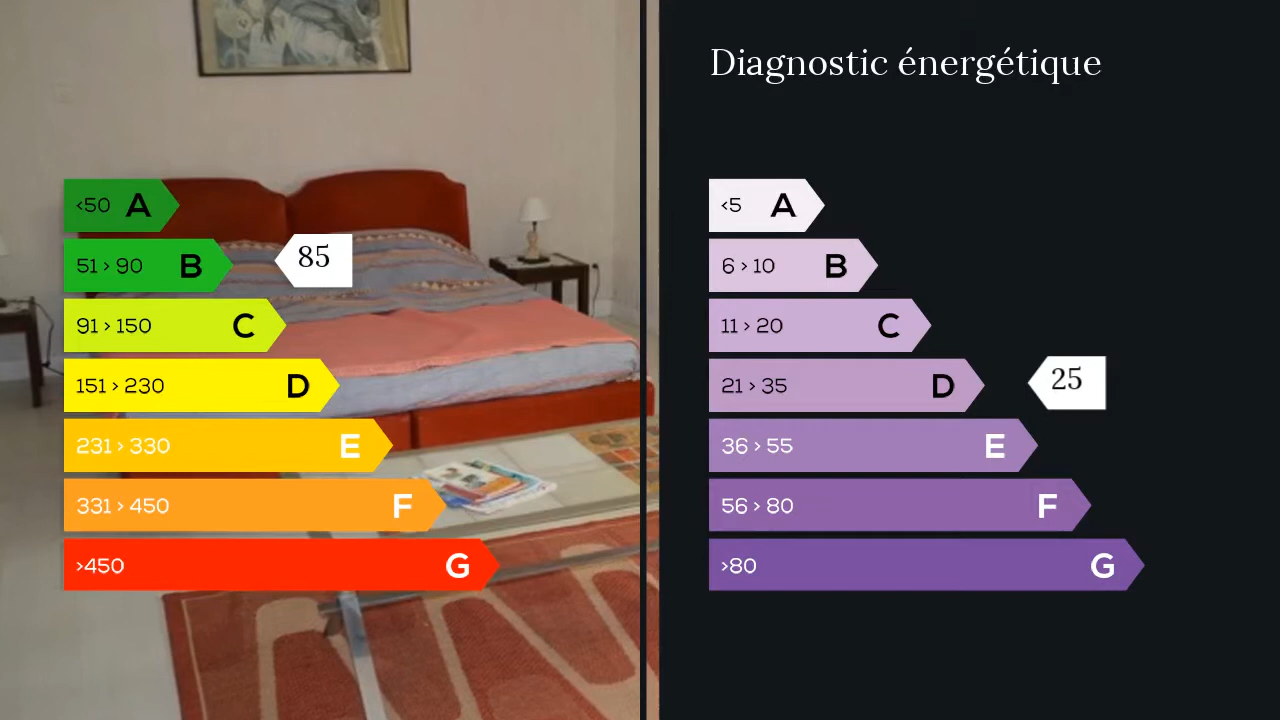 Diagnostic énergétique
<50 A
51 > 90 B
85
91 > 150 C
151 > 230 D
231 > 330 E
331 > 450 F
>450 G
<5 A
6 > 10 B
11 > 20 C
21 > 35 D
25
36 > 55 E
56 > 80 F
>80 G